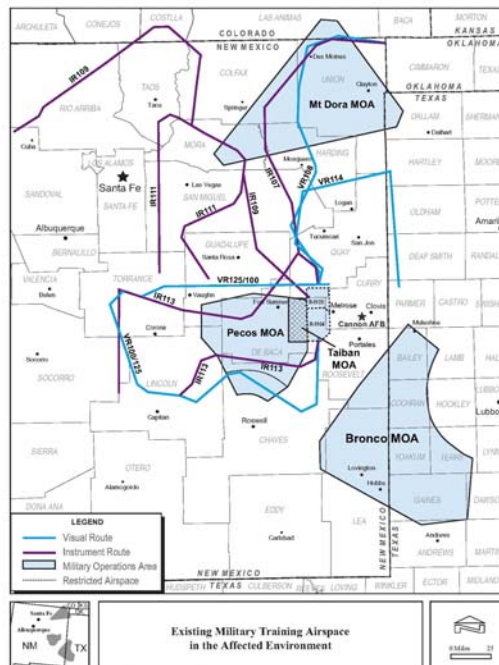 ARCHULETA
CONEJOS
COSTILLA
LAS ANIMAS
BACA
MORTON
KANSAS
OKLAHOMA
COLORADO
NEW MEXICO
IR109
TAOS
Taos
RIO ARRIBA
COLFAX
Springer
Des Moines
UNION
Clayton
Mt Dora MOA
CIMARRON
TEXAS
OKLAHOMA
TEXAS
DALLAM
SHERMAN
Dalhart
Cuba
LOS ALAMOS
MORA
HARDING
Mosquero
HARTLEY
MOORE
SANDOVAL
SANTA FE
Santa Fe
IR111
Las Vegas
SAN MIGUEL
IR107
IR109
VR108
VR114
Logan
OLDHAM
POTTER
Albuquerque
BERNALILLO
IR111
GUADALUPE
Santa Rosa
Tucumcari
QUAY
San Jon
Amarillo
DEAF SMITH
VALENCIA
Belen
TORRANCE
VR125/100
Vaughn
IR113
Fort Sumner
CURRY
Melrose
Clovis
Cannon AFB
PARMER
CASTRO
Corona
Pecos MOA
DE BACA
Portales
Taiban
MOA
ROOSEVELT
Muleshoe
BAILEY
LAMB
Socorro
SOCORRO
VR100/125
LINCOLN
IR113
IR113
COCHRAN
HOCKLEY
Capitan
Roswell
CHAVES
Bronco MOA
YOAKUM
TERRY
SIERRA
OTERO
Alamogordo
Lovington
Hobbs
GAINES
DONA ANA
EDDY
Carlsbad
LEA
NEW MEXICO
TEXAS
Andrews
ANDREWS
NEW MEXICO
TEXAS
HUDSPETH
CULBERSON
REEVES
LOVING
WINKLER
ECTOR
MIDLAND
LEGEND
Visual Route
Instrument Route
Military Operations Area
Restricted Airspace
Santa Fe
Albuquerque
NM
TX
Existing Military Training Airspace
in the Affected Environment
0 Miles 25